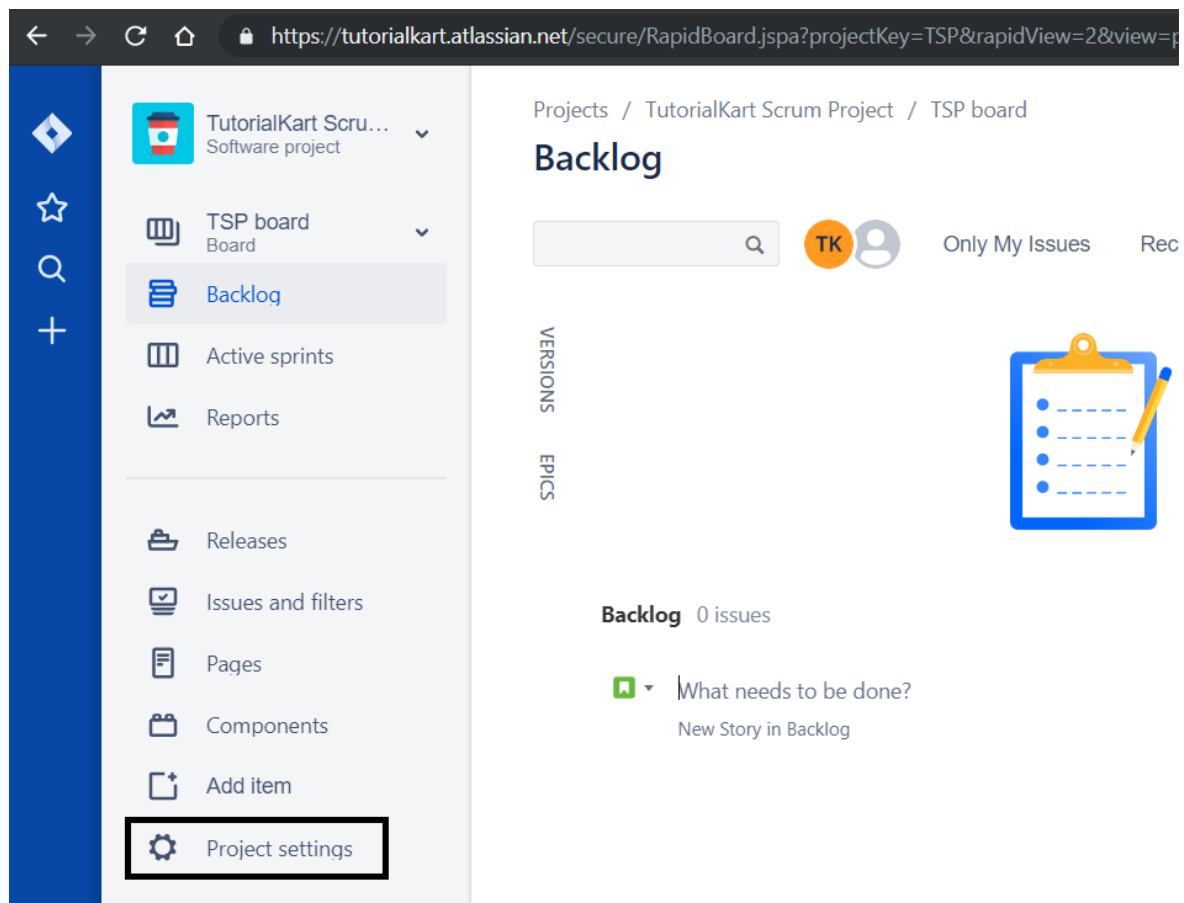 https://tutorialkart.atlassian.net/secure/RapidBoard.jspa?projectKey=TSP&rapidView=2&view=p
TutorialKart Scru...
Software project
TSP board
Board
Backlog
Active sprints
Reports
Releases
Issues and filters
Pages
Components
Add item
Project settings
Projects / TutorialKart Scrum Project / TSP board
Backlog
TK
Only My Issues
Rec
VERSIONS
EPICS
Backlog 0 issues
What needs to be done?
New Story in Backlog